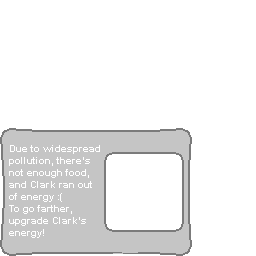 Due to widespread
pollution, there's
not enough food,
and Clark ran out
of energy :(
To go farther,
upgrade Clark's
energy!